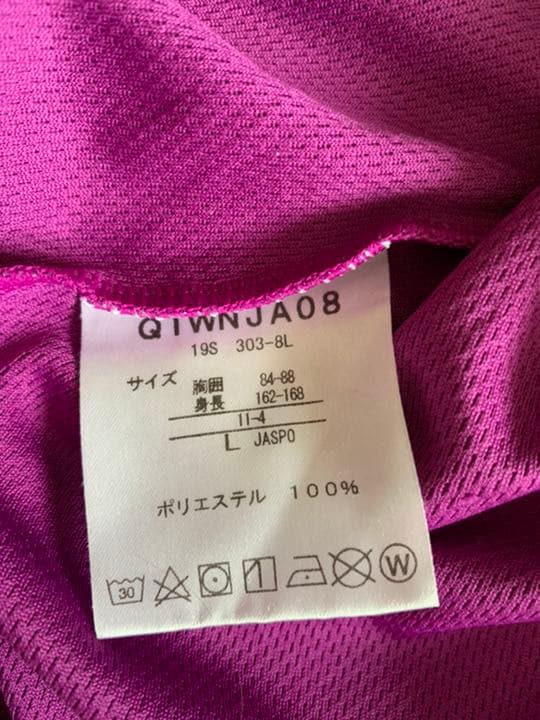 QTWNJA08
19S 303-8L
サイズ 胸囲 84-88
身長 162-168
11-4
L JASPO
ポリエステル 100%
30 W